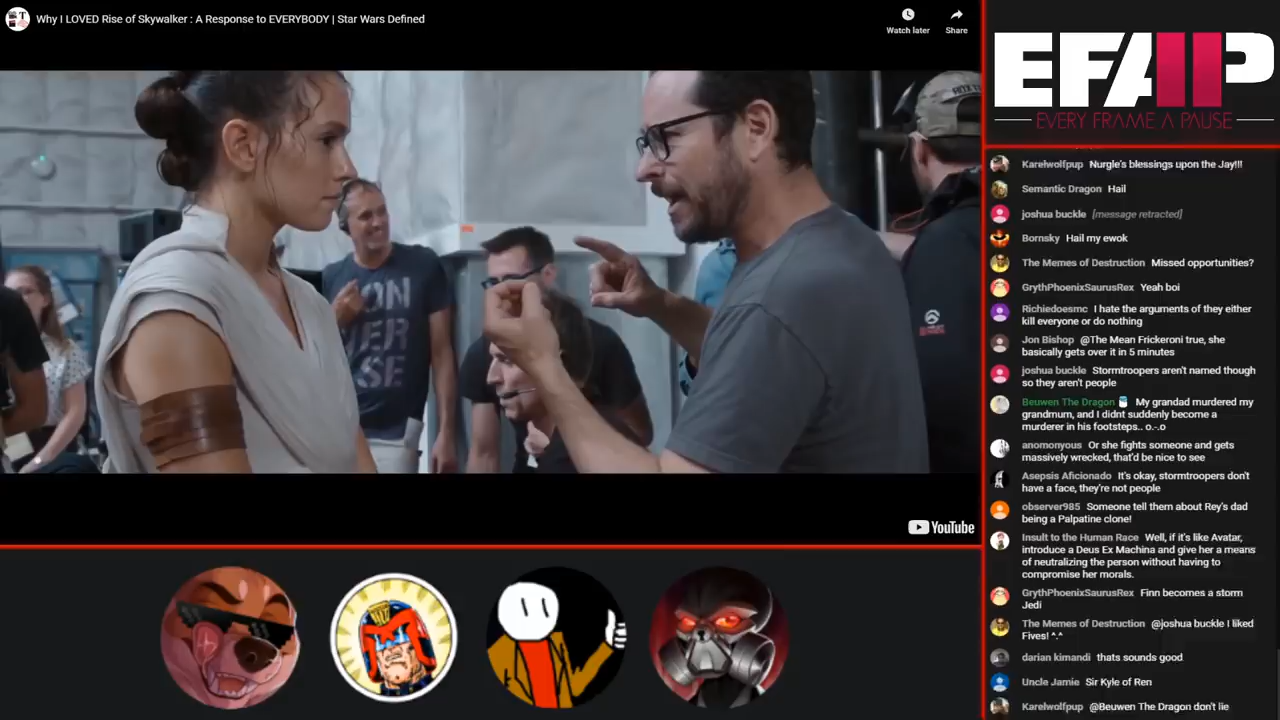 Why I LOVED Rise of Skywalker : A Response to EVERYBODY | Star Wars Defined
Watch later
Share
YouTube
EFAP
EVERY FRAME A PAUSE
Karelwolfpup Nurgle's blessings upon the Jay!!!
Semantic Dragon Hail
joshua buckle [message retracted]
Bornsky Hail my ewok
The Memes of Destruction Missed opportunities?
GrythPhoenixSaurusRex Yeah boi
Richiedoesmc I hate the arguments of they either
kill everyone or do nothing
Jon Bishop @The Mean Frickeroni true, she
basically gets over it in 5 minutes
joshua buckle Stormtroopers aren't named though
so they aren't people
Beuwen The Dragon My grandad murdered my
grandmum, and I didnt suddenly become a
murderer in his footsteps.. o.-.o
anomonyous Or she fights someone and gets
massively wrecked, that'd be nice to see
Asepsis Aficionado It's okay, stormtroopers don't
have a face, they're not people
observer985 Someone tell them about Rey's dad
being a Palpatine clone!
Insult to the Human Race Well, if it's like Avatar,
introduce a Deus Ex Machina and give her a means
of neutralizing the person without having to
compromise her morals.
GrythPhoenixSaurusRex Finn becomes a storm
Jedi
The Memes of Destruction @joshua buckle I liked
Fives! ^.^
darian kimandi thats sounds good
Uncle Jamie Sir Kyle of Ren
Karelwolfpup @Beuwen The Dragon don't lie